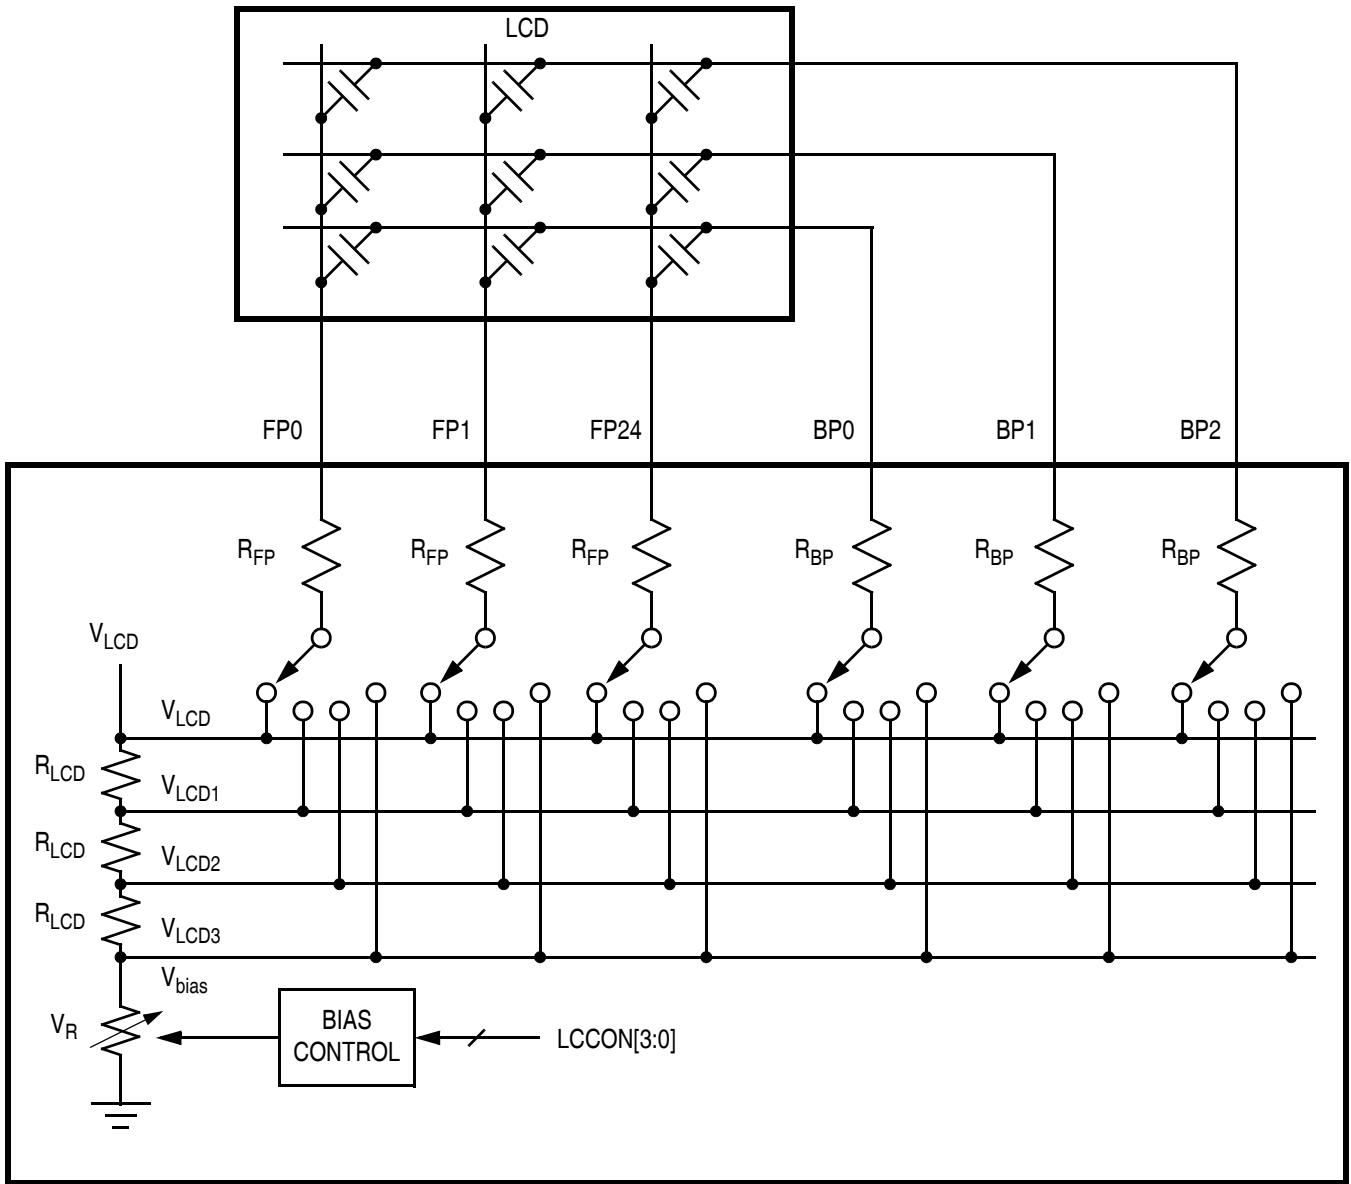 LCD
FP0 FP1 FP24 BP0 BP1 BP2
RFP RFP RFP RBP RBP RBP
VLCD
VLCD
RLCD
VLCD1
RLCD
VLCD2
RLCD
VLCD3
Vbias
VR
BIAS
CONTROL
LCCON[3:0]